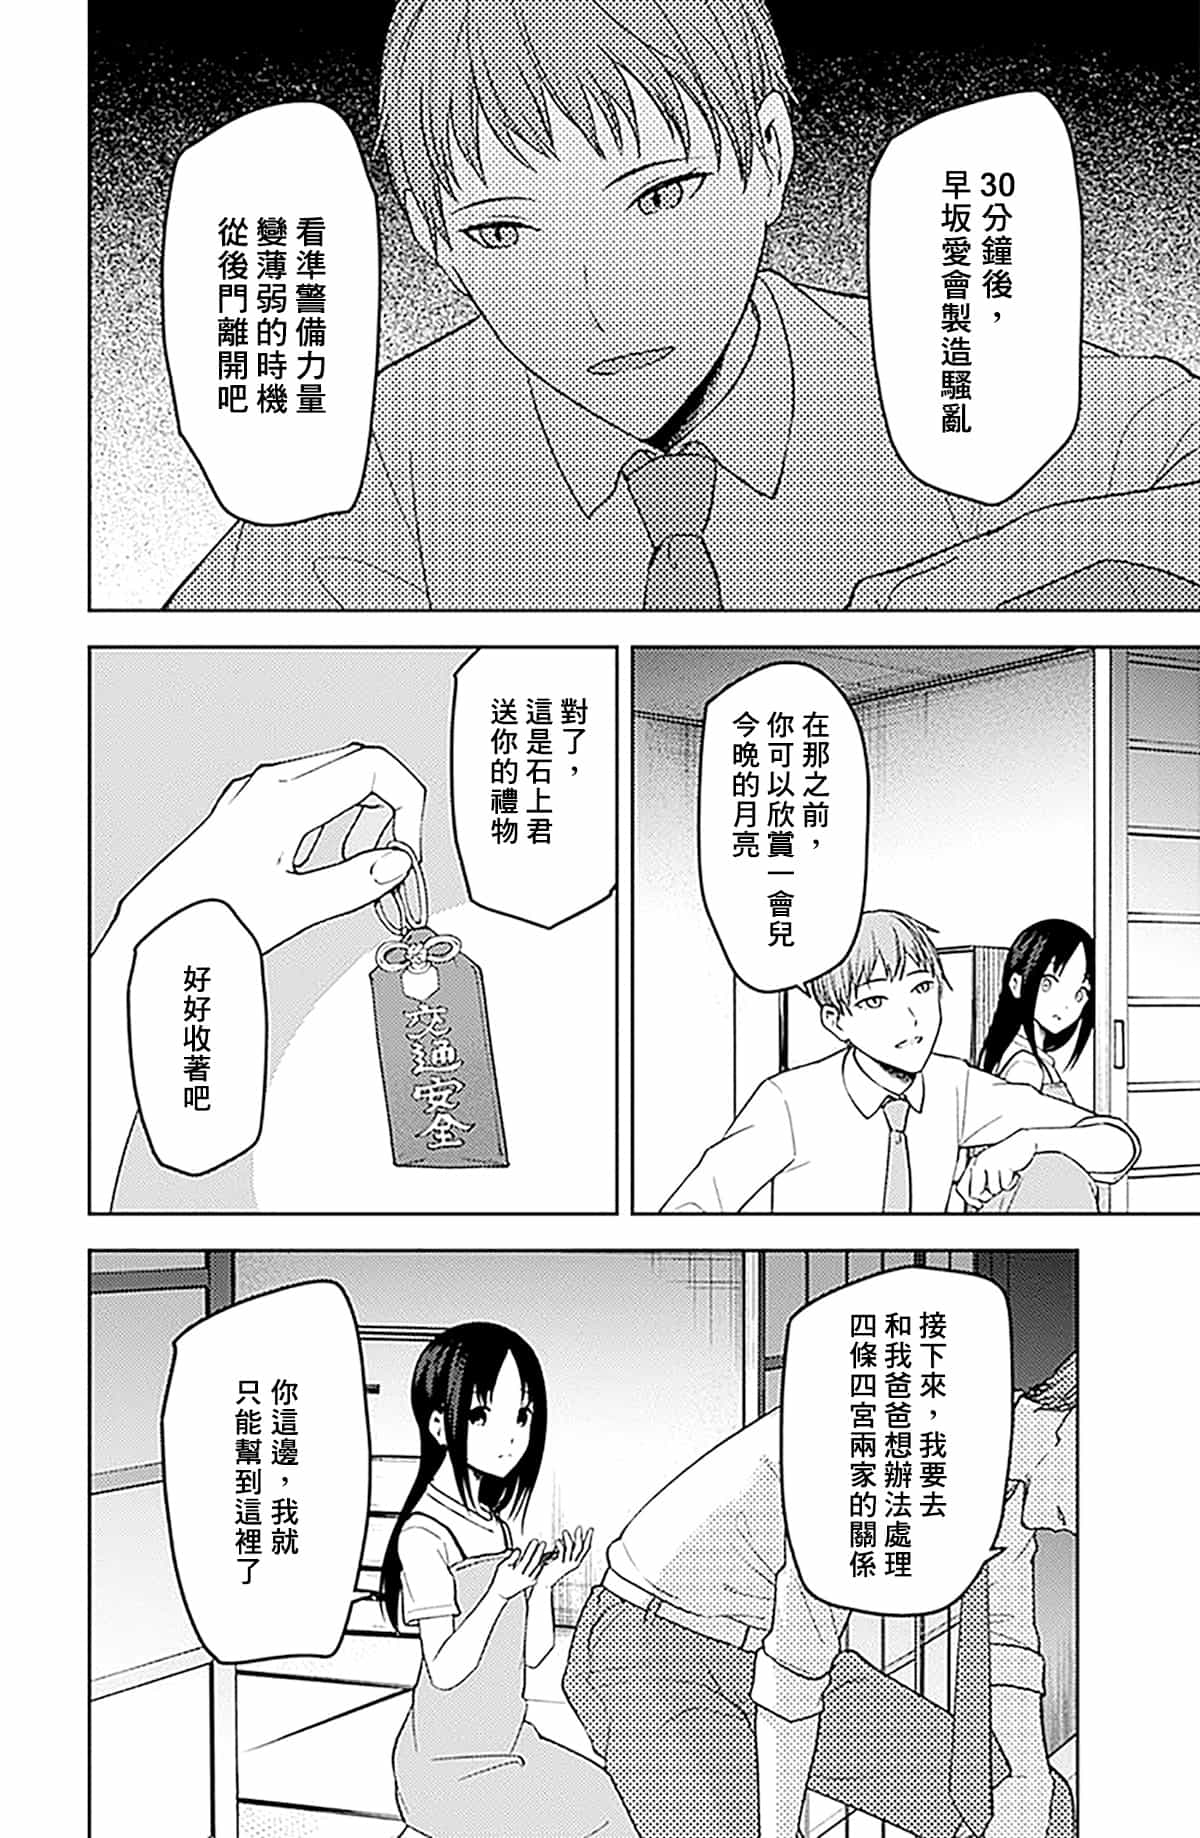 30分鐘後，
早坂愛會製造騷亂
看準警備力量
變薄弱的時機
從後門離開吧
在那之前，
你可以欣賞一會兒
今晚的月亮
對了，
這是石上君
送你的禮物
交通安全
好好收著吧
接下來，我要去
和我爸爸想辦法處理
四條四宮兩家的關係
你這邊，我就
只能幫到這裡了